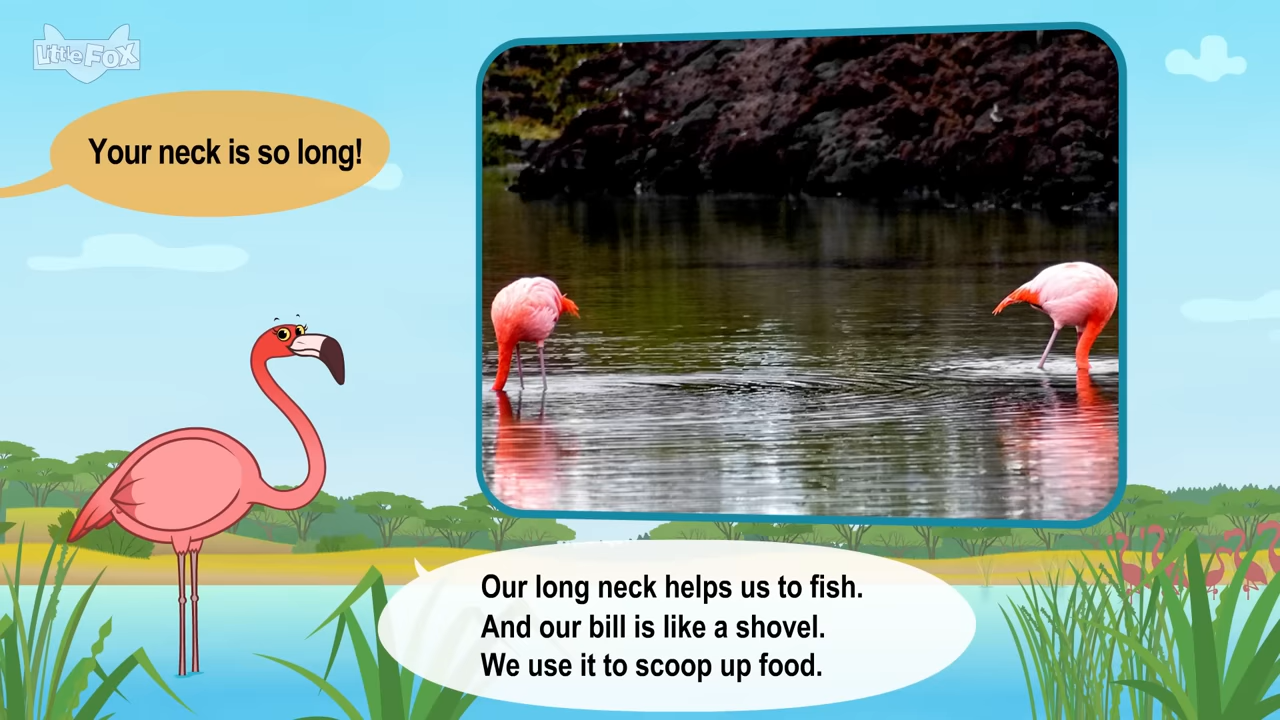 Little Fox
Your neck is so long!
Our long neck helps us to fish.
And our bill is like a shovel.
We use it to scoop up food.